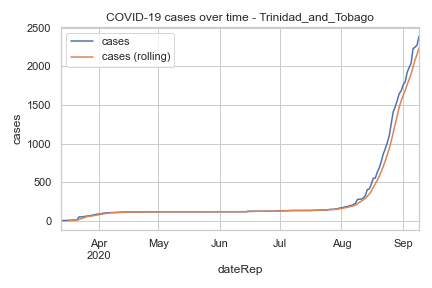 COVID-19 cases over time - Trinidad_and_Tobago
cases
cases (rolling)
2500
2000
1500
1000
500
0
cases
Apr
2020
May
Jun
Jul
Aug
Sep
dateRep